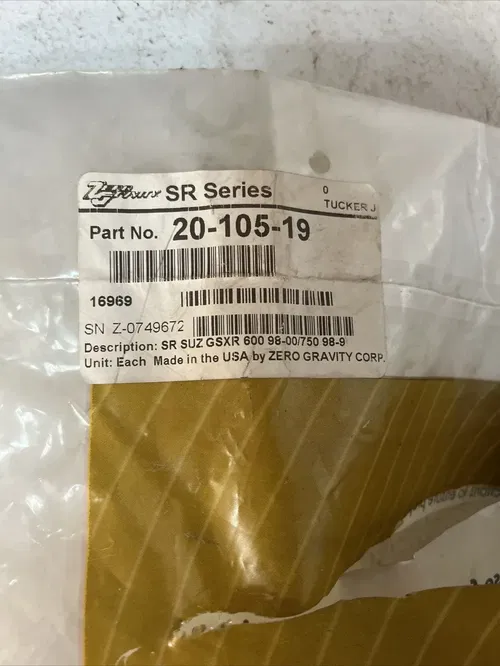 SR Series
0
TUCKER J
Part No. 20-105-19
16969
SN Z-0749672
Description: SR SUZ GSXR 600 98-00/750 98-9
Unit: Each Made in the USA by ZERO GRAVITY CORP.